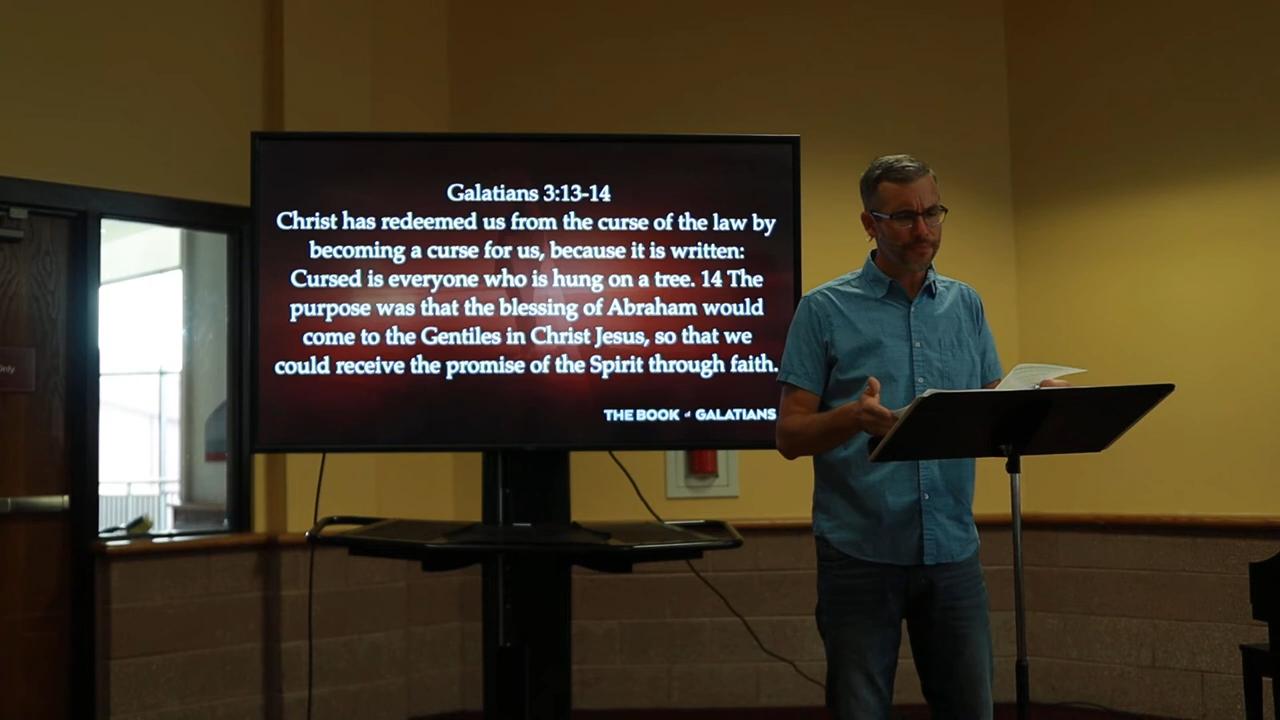 Galatians 3:13-14
Christ has redeemed us from the curse of the law by
becoming a curse for us, because it is written:
Cursed is everyone who is hung on a tree. 14 The
purpose was that the blessing of Abraham would
come to the Gentiles in Christ Jesus, so that we
could receive the promise of the Spirit through faith.
THE BOOK of GALATIANS
only